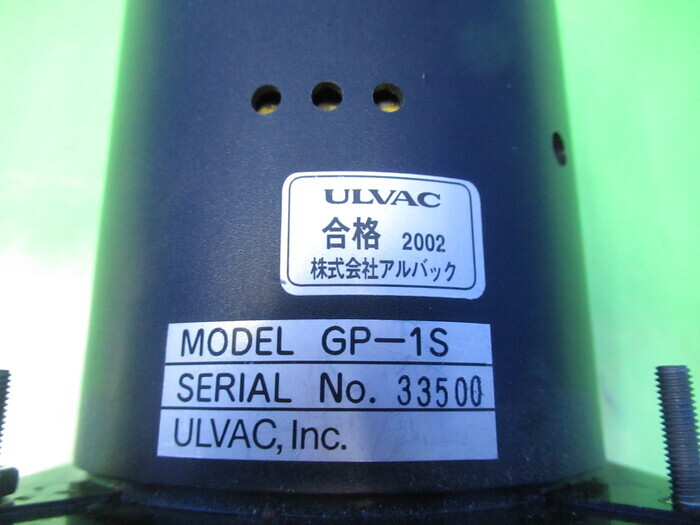 ULVAC
合格 2002
株式会社アルバック
MODEL GP-1S
SERIAL No. 33500
ULVAC, Inc.